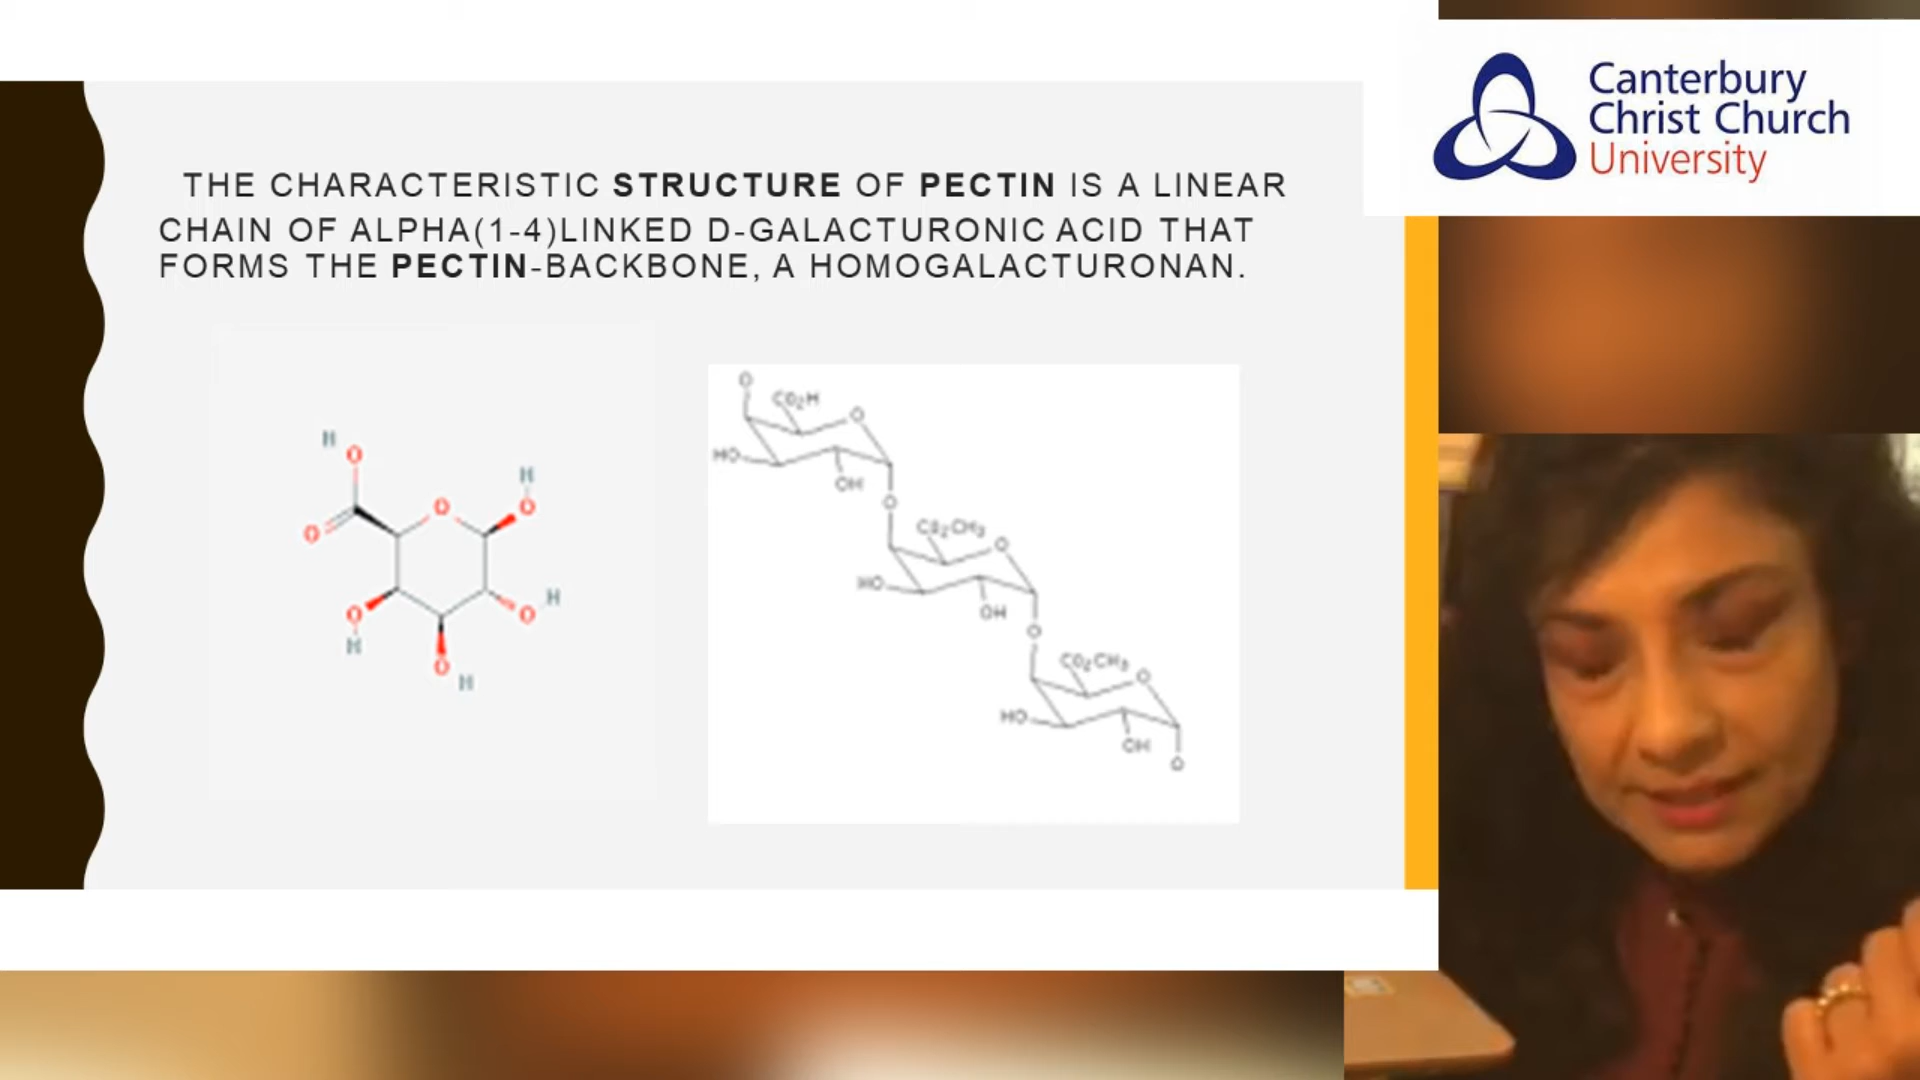 THE CHARACTERISTIC STRUCTURE OF PECTIN IS A LINEAR
CHAIN OF ALPHA(1-4)LINKED D-GALACTURONIC ACID THAT
FORMS THE PECTIN-BACKBONE, A HOMOGALACTURONAN.
Canterbury
Christ Church
University
H
O
O
O
H
O
O
H
O
H
O
H
O
CO₂H
O
HO
OH
O
CO₂CH₃
O
HO
OH
O
CO₂CH₃
O
HO
OH
O